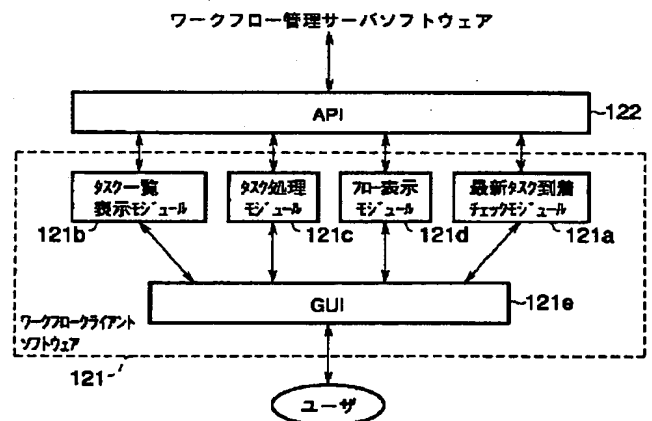 ワークフロー管理サーバソフトウェア
API
122
タスク一覧
表示モジュール
タスク処理
モジュール
フロー表示
モジュール
最新タスク到着
チェックモジュール
121b
121c
121d
121a
GUI
121e
ワークフロークライアント
ソフトウェア
121
ユーザ